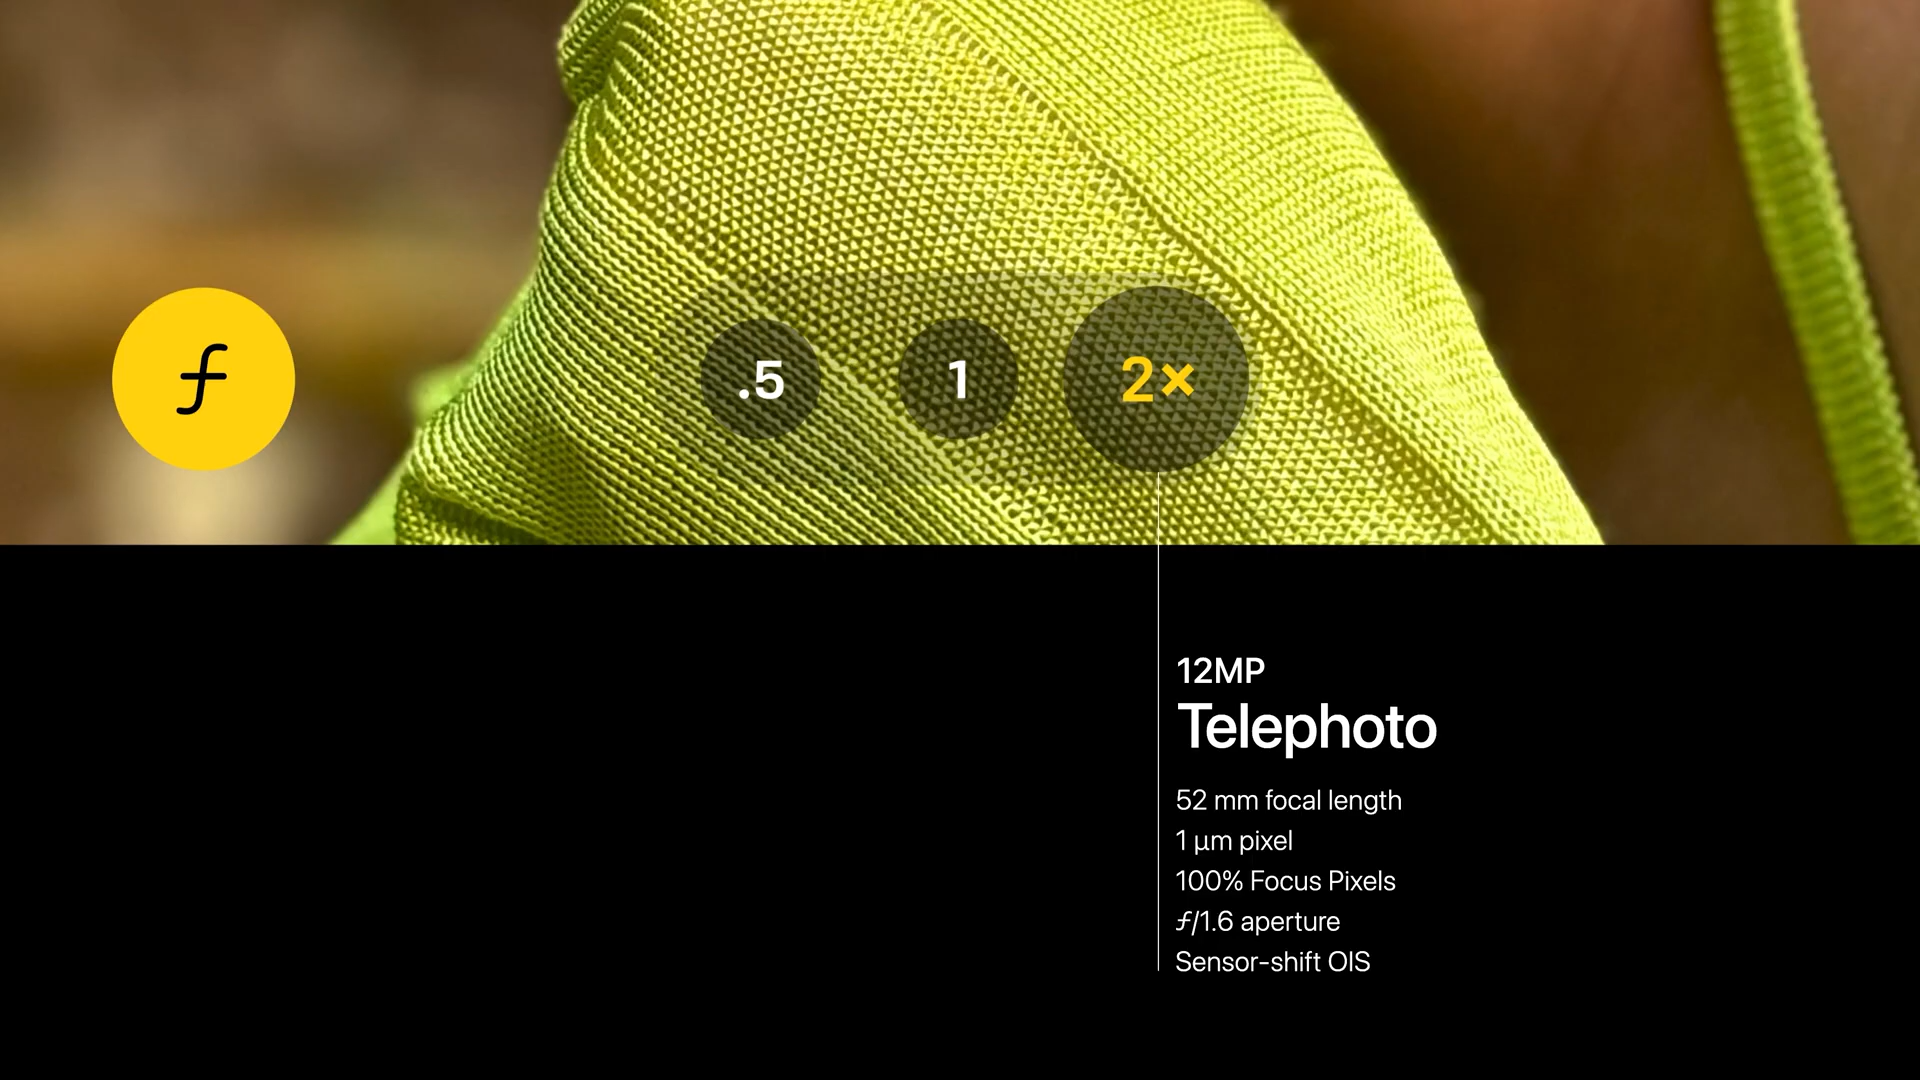 ƒ
.5
1
2×
12MP
Telephoto
52 mm focal length
1 µm pixel
100% Focus Pixels
ƒ/1.6 aperture
Sensor-shift OIS